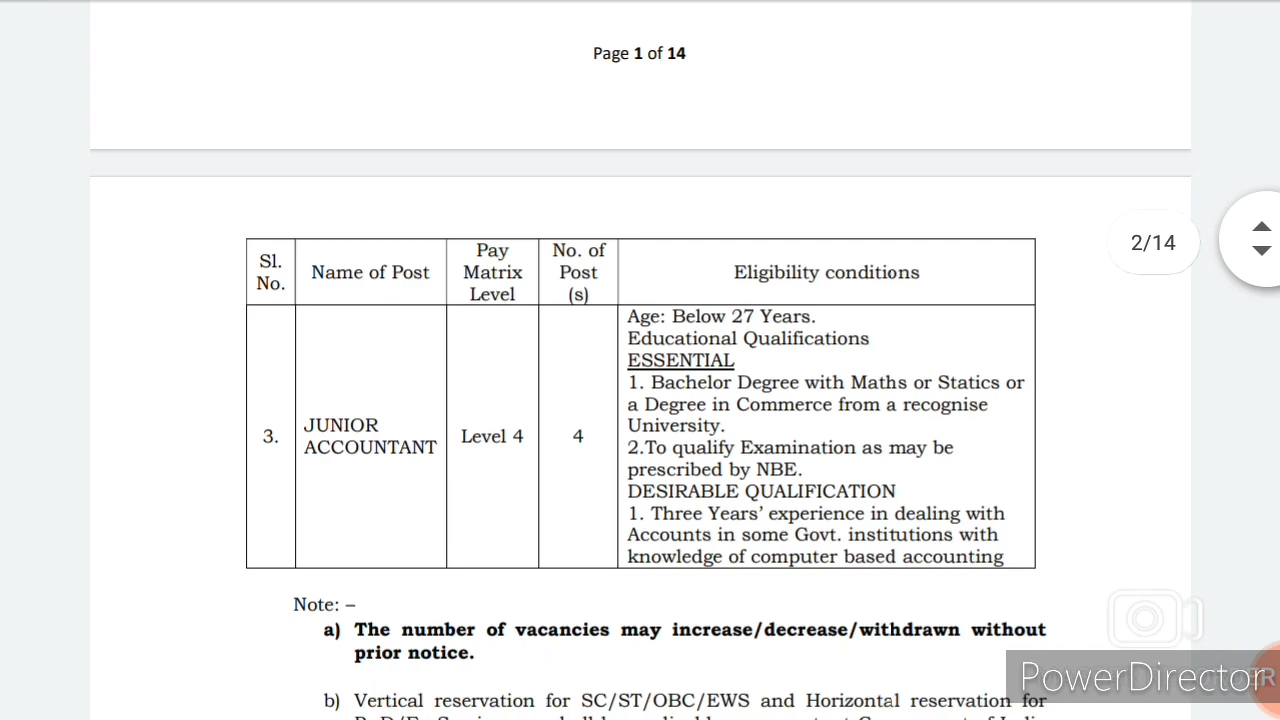 Page 1 of 14
2/14
Sl. No.
Name of Post
Pay Matrix Level
No. of Post (s)
Eligibility conditions
3.
JUNIOR
ACCOUNTANT
Level 4
4
Age: Below 27 Years.
Educational Qualifications
ESSENTIAL
1. Bachelor Degree with Maths or Statics or
a Degree in Commerce from a recognise
University.
2.To qualify Examination as may be
prescribed by NBE.
DESIRABLE QUALIFICATION
1. Three Years’ experience in dealing with
Accounts in some Govt. institutions with
knowledge of computer based accounting
Note: –
a) The number of vacancies may increase/decrease/withdrawn without
prior notice.
b) Vertical reservation for SC/ST/OBC/EWS and Horizontal reservation for
PowerDirector